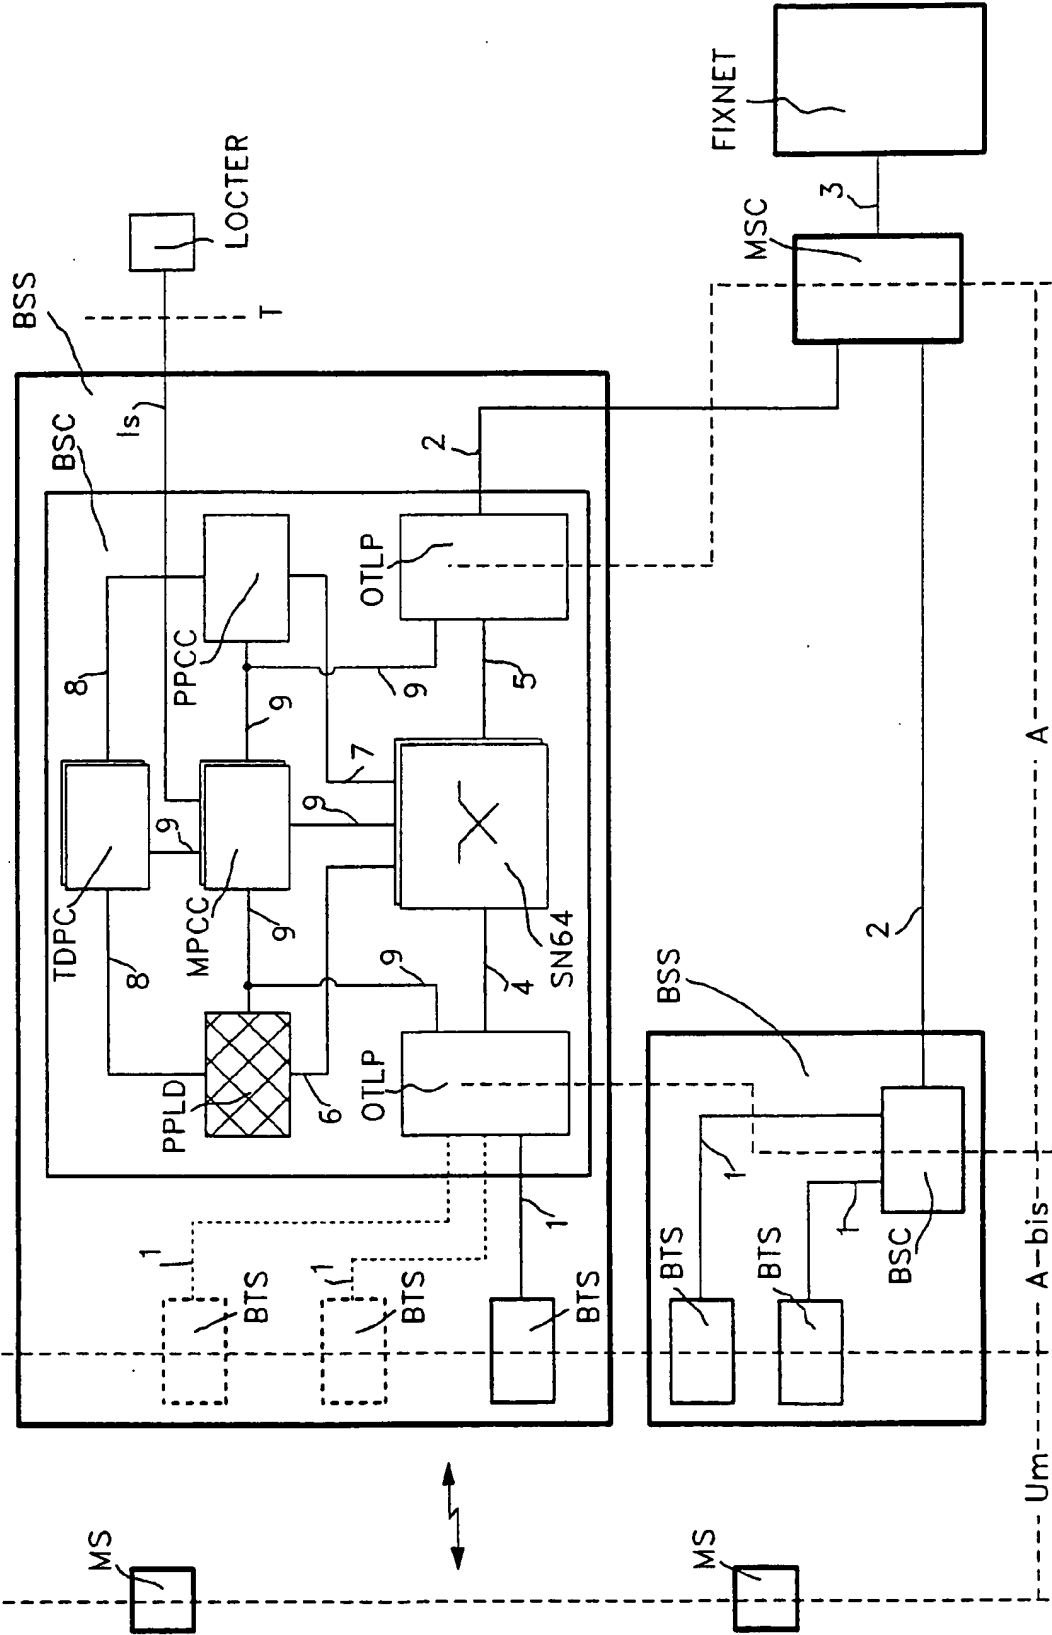 BSS
BSC
ls
LOCTER
T
FIXNET
MSC
3
2
8
TDPC
8
9
PPCC
9
9
MPCC
9
9
7
OTLP
5
9
PPLD
6
9
4
SN64
OTLP
1
BTS
1
BTS
1
BTS
BSS
2
BTS
1
BTS
1
BSC
MS
MS
Um
A-bis
A